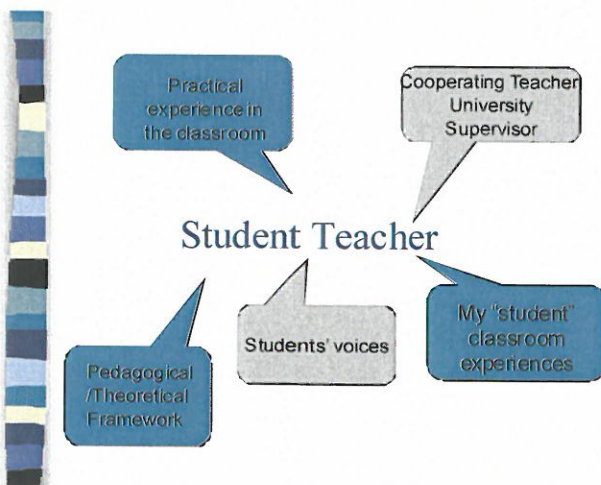 Practical
experience in
the classroom
Cooperating Teacher
University
Supervisor
Student Teacher
Pedagogical
/Theoretical
Framework
Students' voices
My "student"
classroom
experiences